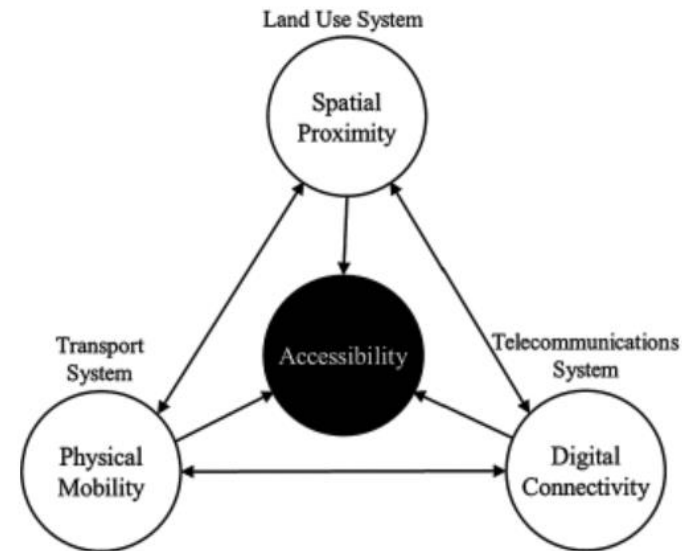 Land Use System
Spatial
Proximity
Accessibility
Transport
System
Physical
Mobility
Telecommunications
System
Digital
Connectivity